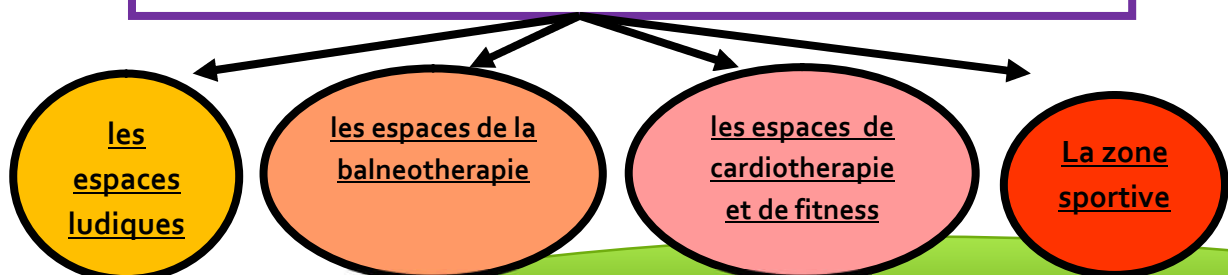 les
espaces
ludiques
les espaces de la
balneotherapie
les espaces de
cardiotherapie
et de fitness
La zone
sportive